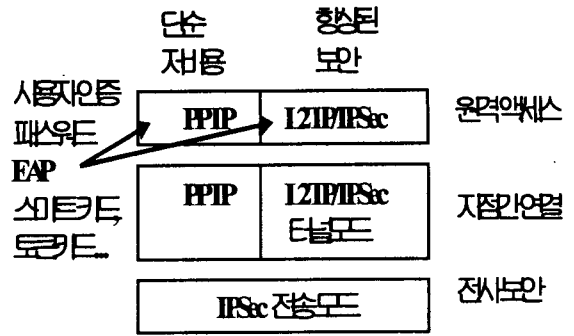 단순
저비용
향상된
보안
사용자인증
패스워드
EAP
스마트카드,
토큰카드...
PPTP
L2TP/IPSec
원격액세스
PPTP
L2TP/IPSec
터널모드
지점간연결
IPSec 전송모드
전사보안